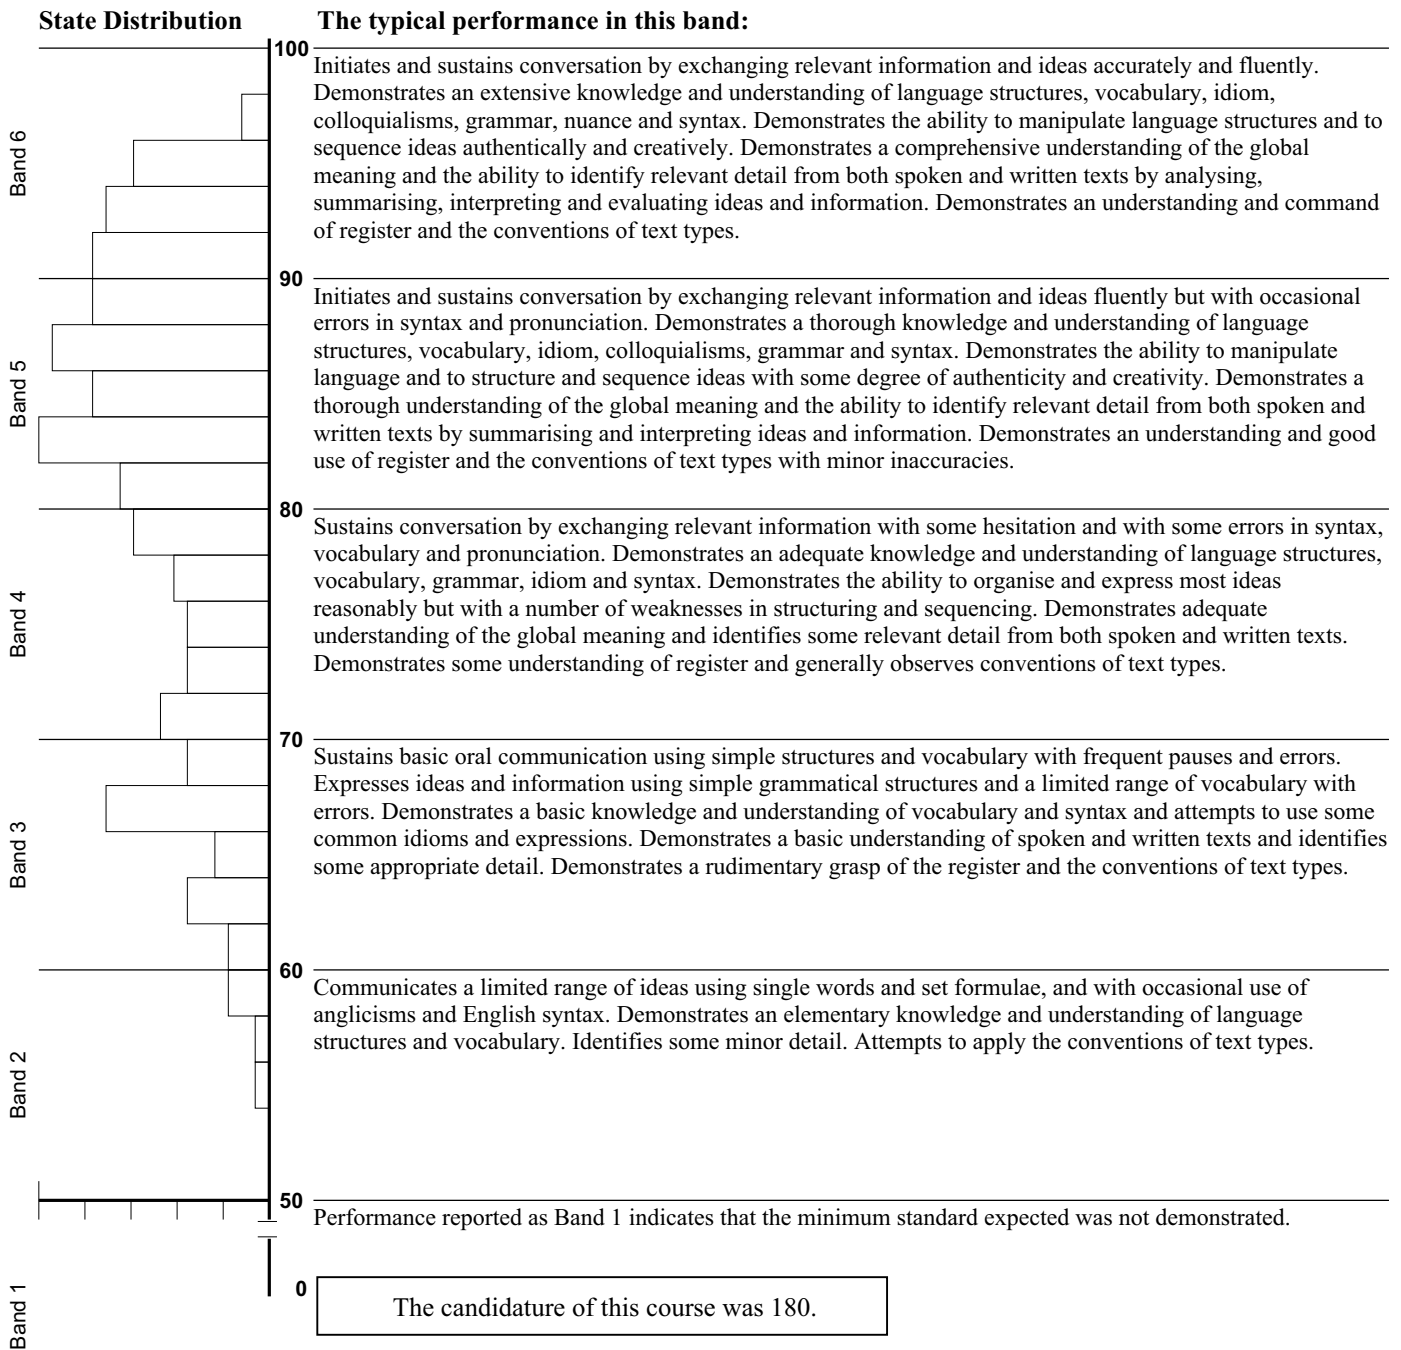 State Distribution
The typical performance in this band:
100
Band 6
Initiates and sustains conversation by exchanging relevant information and ideas accurately and fluently.
Demonstrates an extensive knowledge and understanding of language structures, vocabulary, idiom,
colloquialisms, grammar, nuance and syntax. Demonstrates the ability to manipulate language structures and to
sequence ideas authentically and creatively. Demonstrates a comprehensive understanding of the global
meaning and the ability to identify relevant detail from both spoken and written texts by analysing,
summarising, interpreting and evaluating ideas and information. Demonstrates an understanding and command
of register and the conventions of text types.
90
Band 5
Initiates and sustains conversation by exchanging relevant information and ideas fluently but with occasional
errors in syntax and pronunciation. Demonstrates a thorough knowledge and understanding of language
structures, vocabulary, idiom, colloquialisms, grammar and syntax. Demonstrates the ability to manipulate
language and to structure and sequence ideas with some degree of authenticity and creativity. Demonstrates a
thorough understanding of the global meaning and the ability to identify relevant detail from both spoken and
written texts by summarising and interpreting ideas and information. Demonstrates an understanding and good
use of register and the conventions of text types with minor inaccuracies.
80
Band 4
Sustains conversation by exchanging relevant information with some hesitation and with some errors in syntax,
vocabulary and pronunciation. Demonstrates an adequate knowledge and understanding of language structures,
vocabulary, grammar, idiom and syntax. Demonstrates the ability to organise and express most ideas
reasonably but with a number of weaknesses in structuring and sequencing. Demonstrates adequate
understanding of the global meaning and identifies some relevant detail from both spoken and written texts.
Demonstrates some understanding of register and generally observes conventions of text types.
70
Band 3
Sustains basic oral communication using simple structures and vocabulary with frequent pauses and errors.
Expresses ideas and information using simple grammatical structures and a limited range of vocabulary with
errors. Demonstrates a basic knowledge and understanding of vocabulary and syntax and attempts to use some
common idioms and expressions. Demonstrates a basic understanding of spoken and written texts and identifies
some appropriate detail. Demonstrates a rudimentary grasp of the register and the conventions of text types.
60
Band 2
Communicates a limited range of ideas using single words and set formulae, and with occasional use of
anglicisms and English syntax. Demonstrates an elementary knowledge and understanding of language
structures and vocabulary. Identifies some minor detail. Attempts to apply the conventions of text types.
50
Performance reported as Band 1 indicates that the minimum standard expected was not demonstrated.
0
Band 1
The candidature of this course was 180.